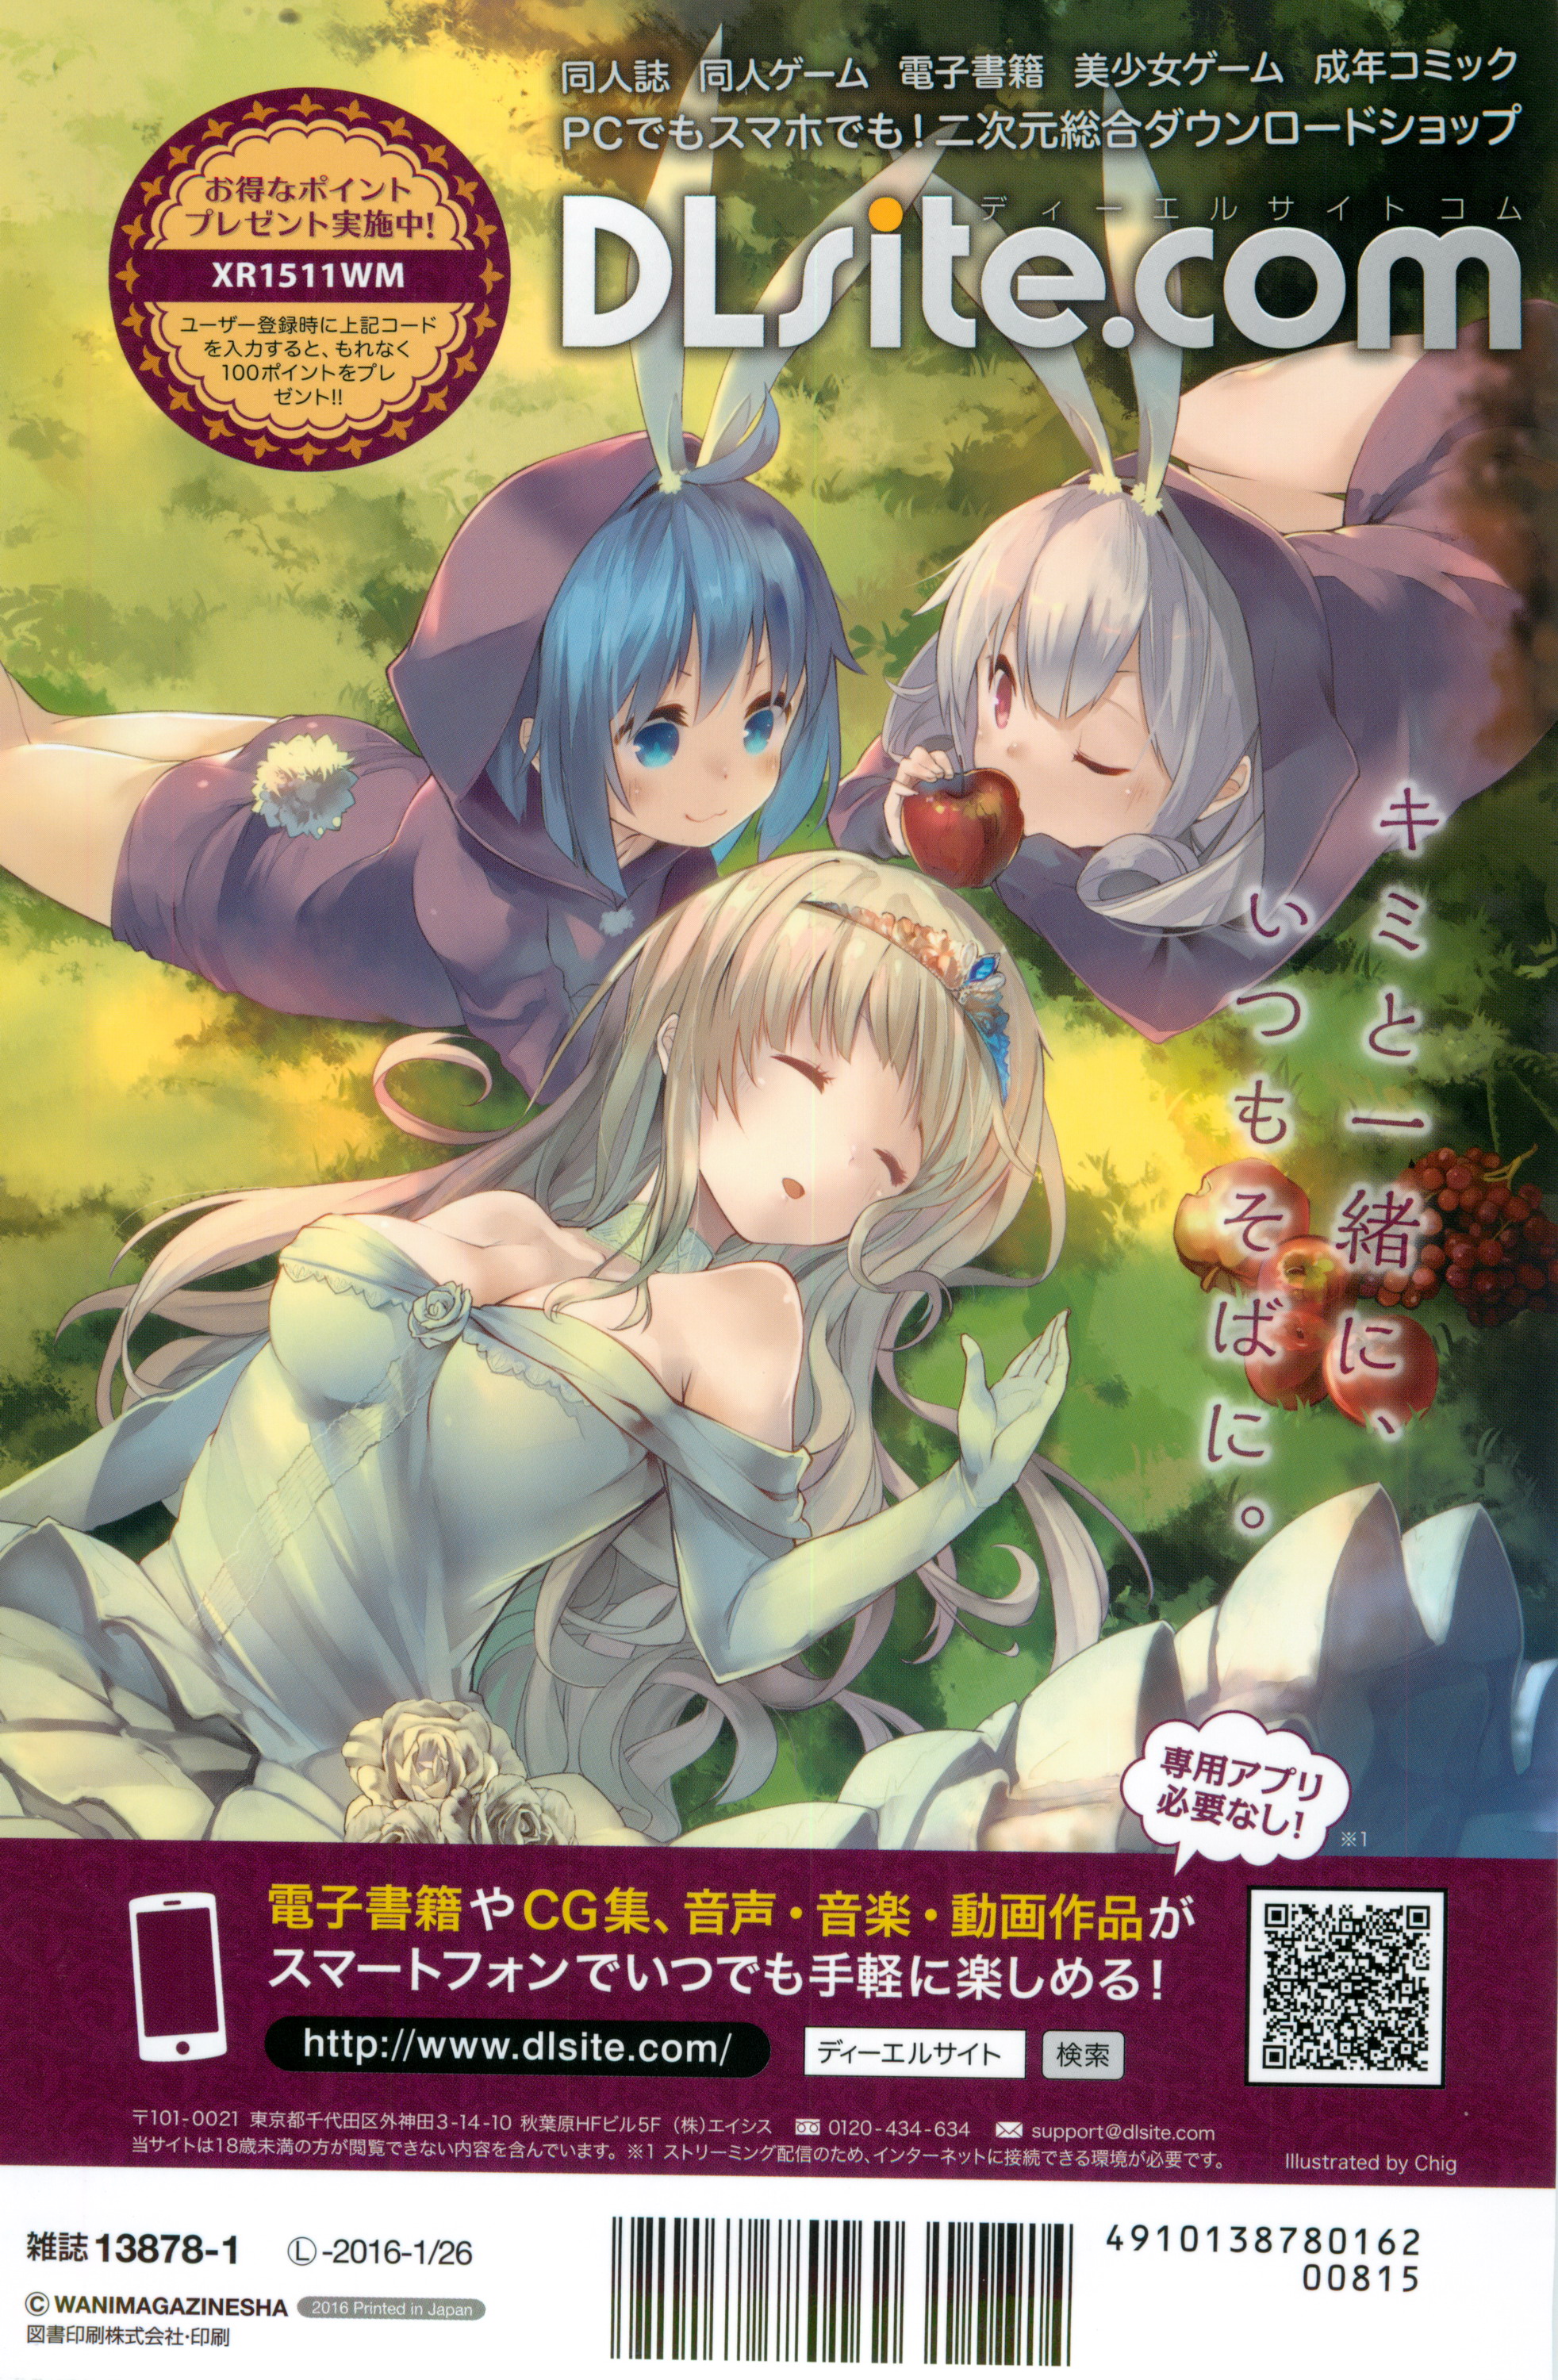 同人誌 同人ゲーム 電子書籍 美少女ゲーム 成年コミック
PCでもスマホでも！二次元総合ダウンロードショップ
ディーエルサイトコム
DLsite.com
お得なポイント
プレゼント実施中！
XR1511WM
ユーザー登録時に上記コード
を入力すると、もれなく
100ポイントをプレ
ゼント!!
キミと一緒に、
いつもそばに。
専用アプリ
必要なし！
※1
電子書籍やCG集、音声・音楽・動画作品が
スマートフォンでいつでも手軽に楽しめる！
http://www.dlsite.com/
ディーエルサイト
検索
〒101-0021 東京都千代田区外神田3-14-10 秋葉原HFビル5F （株）エイシス 0120-434-634 support@dlsite.com
当サイトは18歳未満の方が閲覧できない内容を含んでいます。※1 ストリーミング配信のため、インターネットに接続できる環境が必要です。
Illustrated by Chig
雑誌 13878-1 Ⓛ-2016-1/26
©WANIMAGAZINESHA 2016 Printed in Japan
図書印刷株式会社・印刷
4910138780162
00815